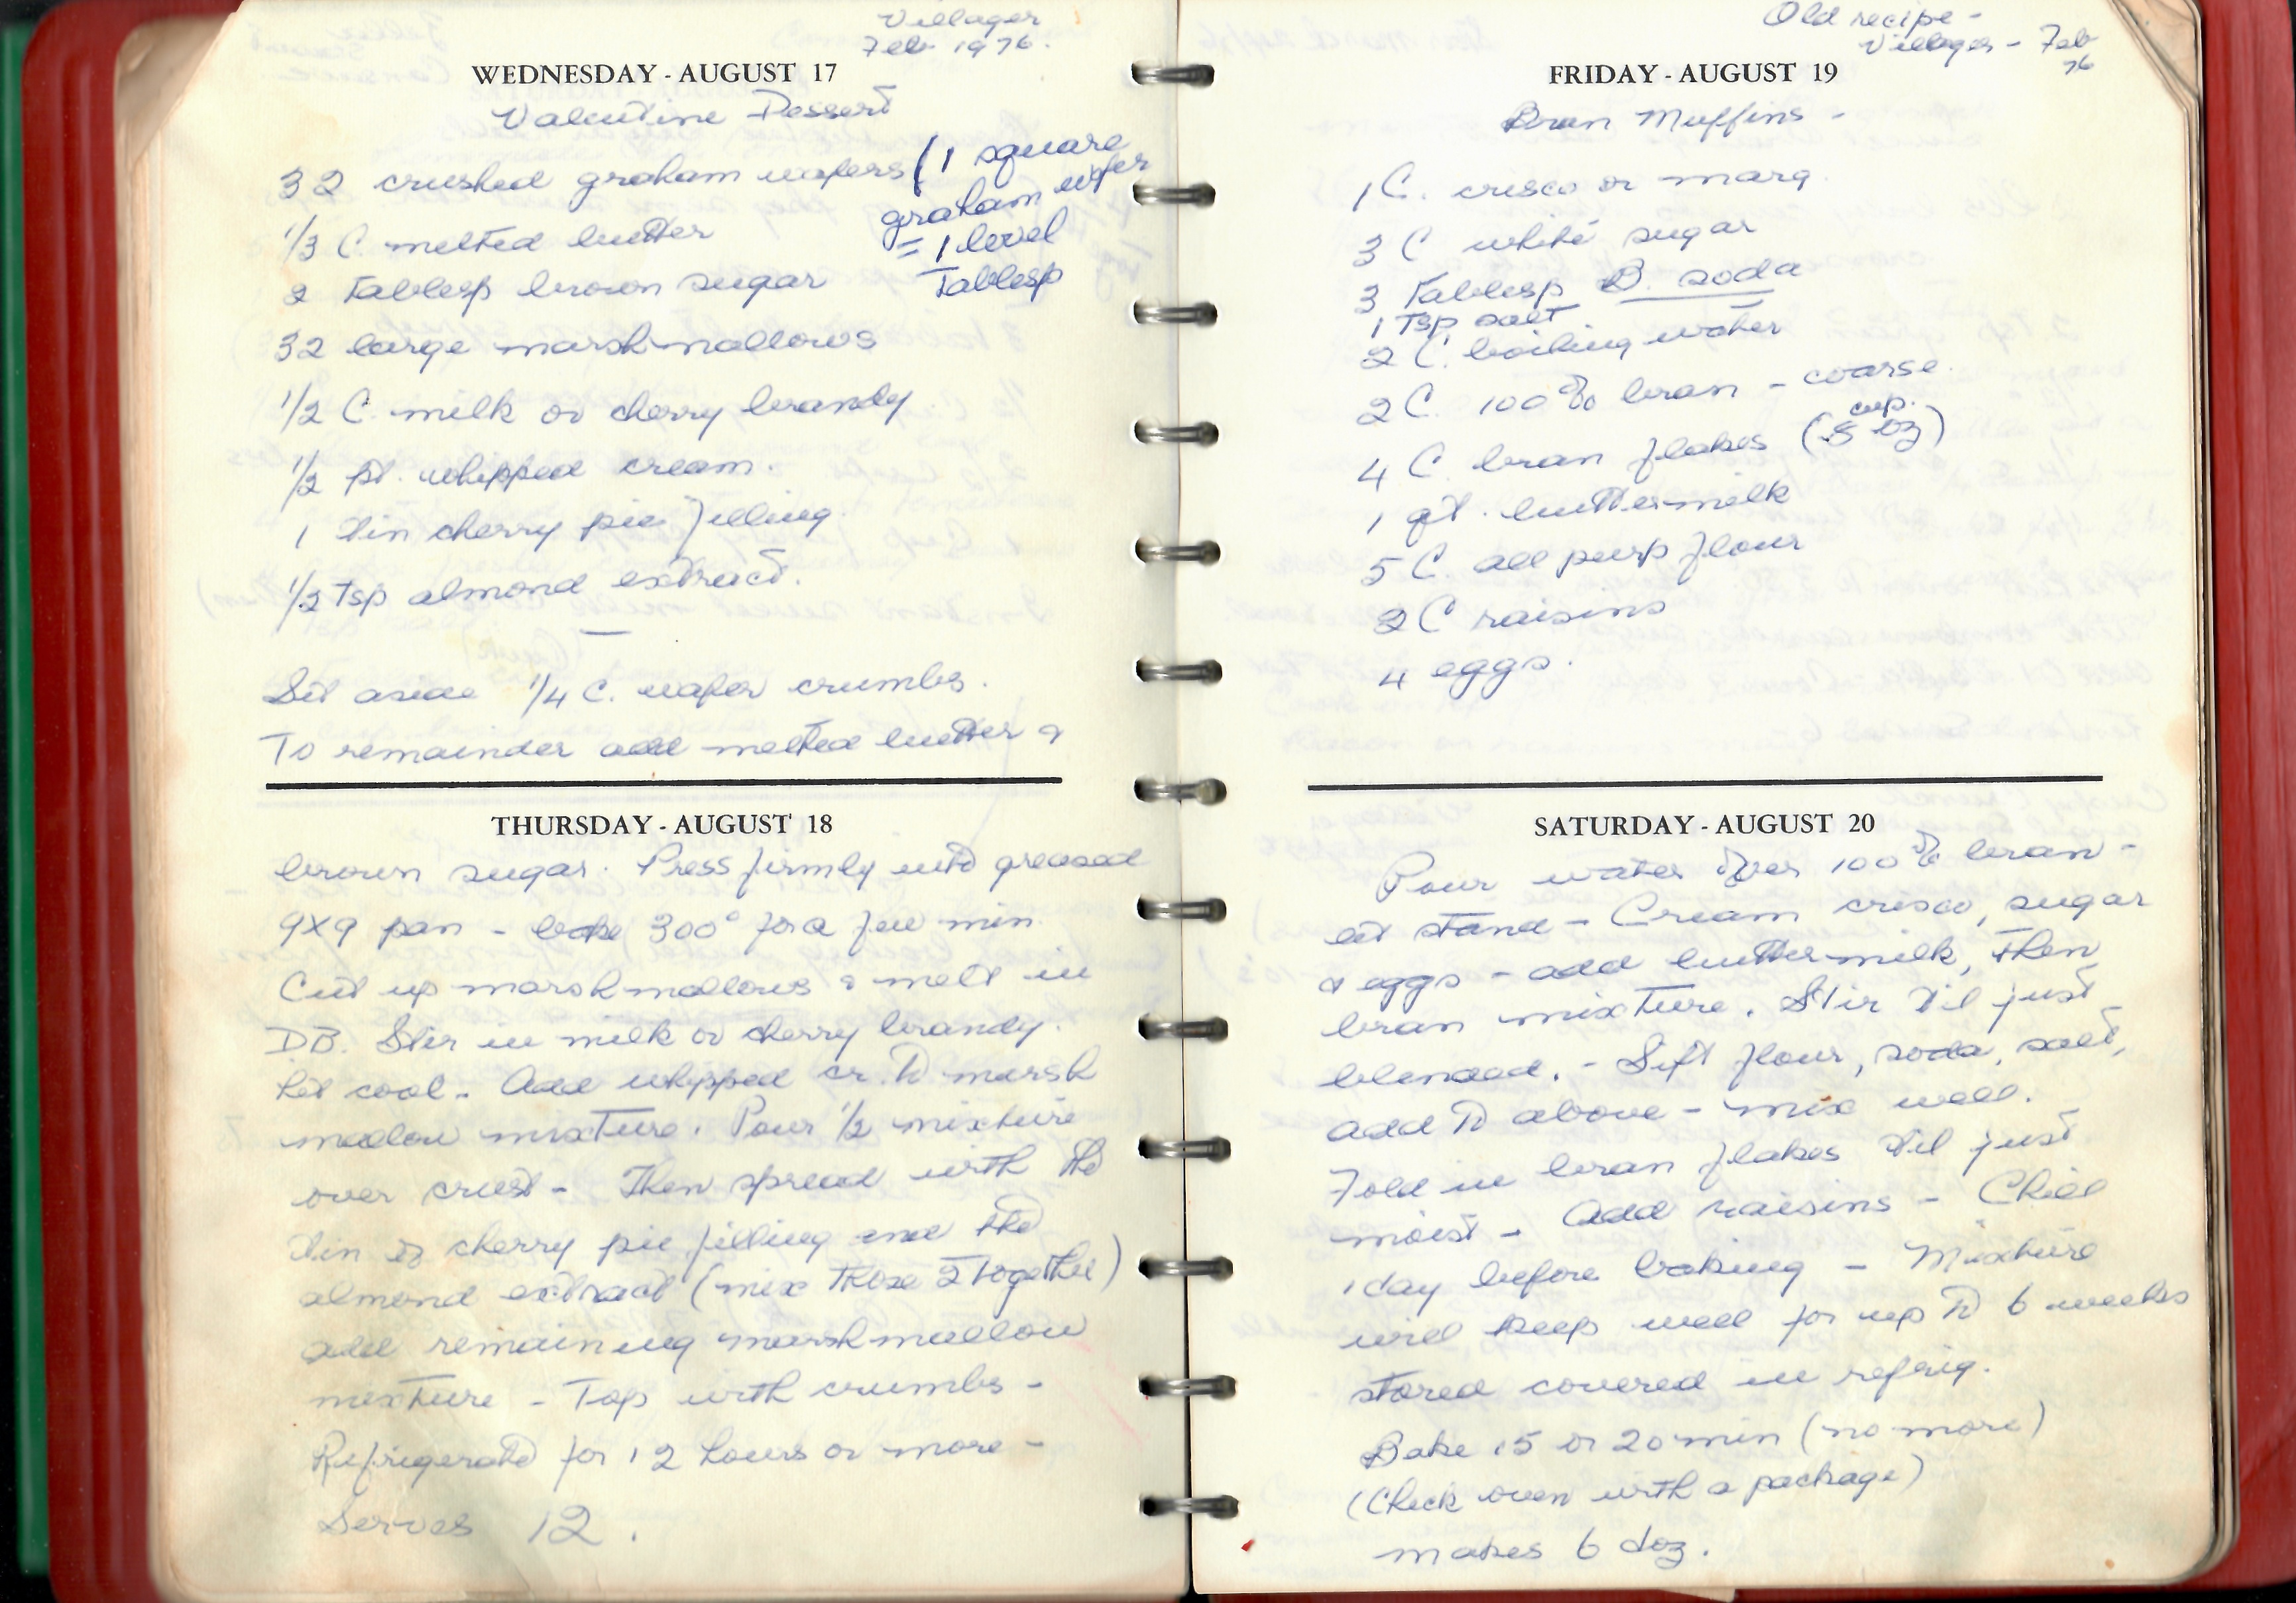 Villager
Feb 1976.
WEDNESDAY - AUGUST 17
Valentine Dessert
32 crushed graham wafers (1 square
graham wafer
= 1 level
Tablesp
1/3 C. melted butter
2 Tablesp brown sugar
32 large marshmallows
1/2 C. milk or cherry brandy
1/2 pt. whipped cream.
1 tin cherry pie filling.
1/2 Tsp almond extract.
—
Set aside 1/4 C. wafer crumbs.
To remainder add melted butter &
THURSDAY - AUGUST 18
brown sugar. Press firmly into greased
9X9 pan - bake 300° for a few min
Cut up marshmallows & melt in
DB. Stir in milk or cherry brandy.
Let cool - Add whipped cr. to marsh
mallow mixture. Pour 1/2 mixture
over crust - Then spread with the
tin of cherry pie filling and the
almond extract (mix those 2 together)
add remaining marshmallow
mixture - Top with crumbs -
Refrigerate for 12 hours or more -
Serves 12.
Old recipe -
Villager - Feb
76
FRIDAY - AUGUST 19
Bran Muffins -
1 C. crisco or marg.
3 C white sugar
3 Tablesp B. soda
1 Tsp salt
2 C. boiling water
2 C. 100% bran - coarse.
4 C. bran flakes (8 oz cup.)
1 qt. buttermilk
5 C. all purp flour
2 C raisins
4 eggs.
SATURDAY - AUGUST 20
Pour water over 100% bran -
let stand - Cream crisco, sugar
& eggs - add buttermilk, then
bran mixture. Stir til just
blended. - Sift flour, soda, salt,
add to above - mix well.
Fold in bran flakes til just
moist - Add raisins - Chill
1 day before baking - Mixture
will keep well for up to 6 weeks
stored covered in refrig.
Bake 15 or 20 min (no more)
(Check oven with a package)
makes 6 doz.